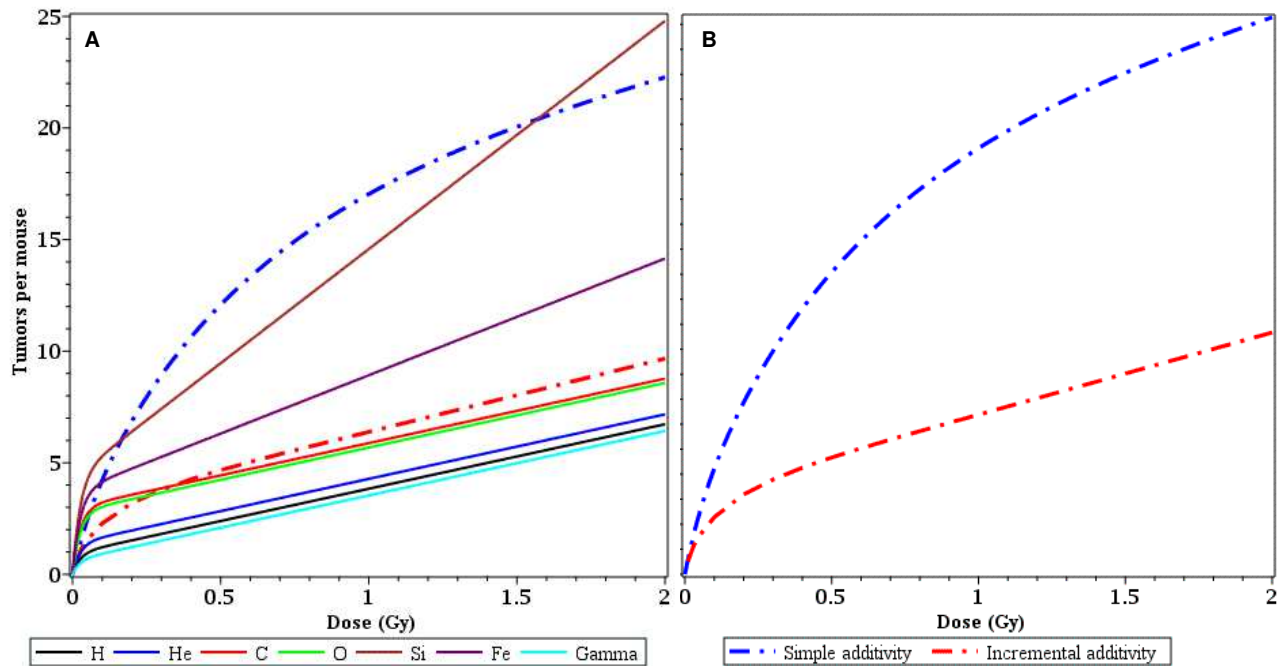 A
B
25
20
15
10
5
0
Tumors per mouse
0 0.5 1 1.5 2
0 0.5 1 1.5 2
Dose (Gy)
Dose (Gy)
H He C O Si Fe Gamma
Simple additivity Incremental additivity